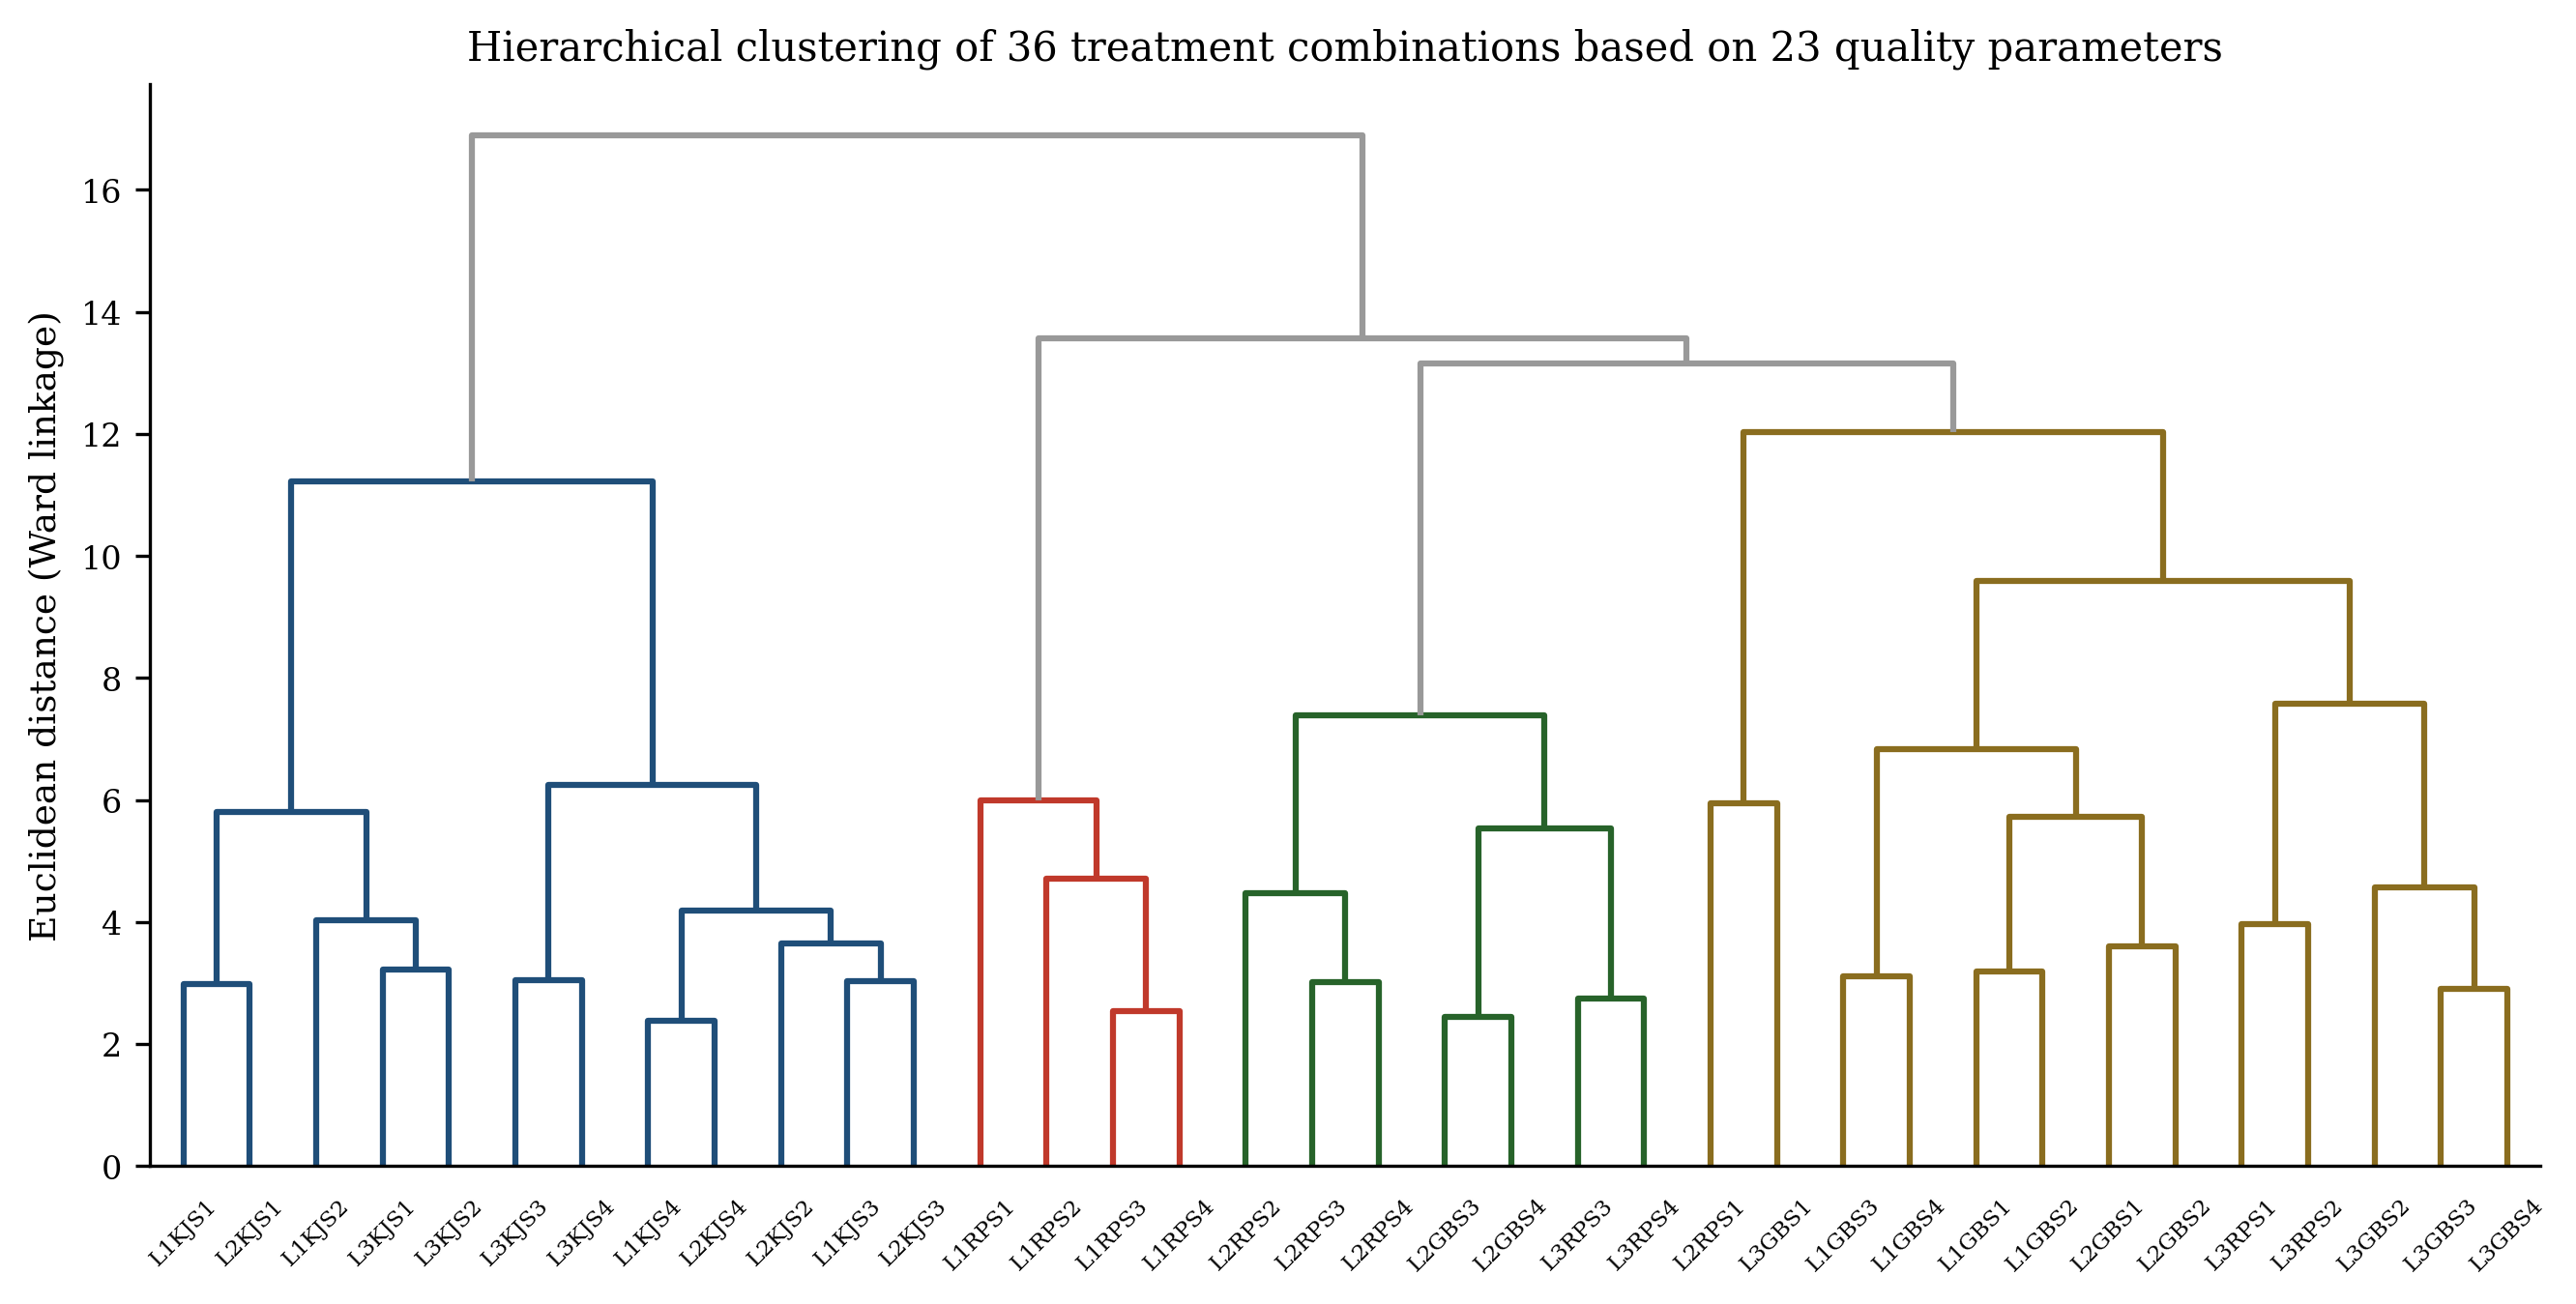 Hierarchical clustering of 36 treatment combinations based on 23 quality parameters
Euclidean distance (Ward linkage)
16
14
12
10
8
6
4
2
0
L1KJS1
L2KJS1
L1KJS2
L3KJS1
L3KJS2
L3KJS3
L3KJS4
L1KJS4
L2KJS4
L2KJS2
L1KJS3
L2KJS3
L1RPS1
L1RPS2
L1RPS3
L1RPS4
L2RPS2
L2RPS3
L2RPS4
L2GBS3
L2GBS4
L3RPS3
L3RPS4
L2RPS1
L3GBS1
L1GBS3
L1GBS4
L1GBS1
L1GBS2
L2GBS1
L2GBS2
L3RPS1
L3RPS2
L3GBS2
L3GBS3
L3GBS4